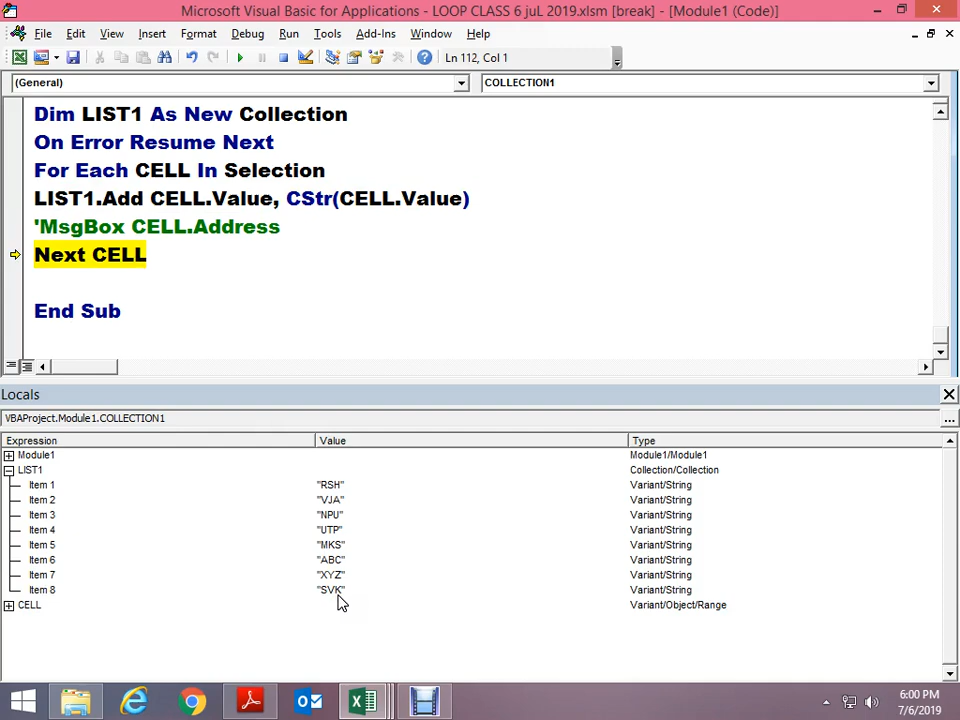 Microsoft Visual Basic for Applications - LOOP CLASS 6 juL 2019.xlsm [break] - [Module1 (Code)]
File Edit View Insert Format Debug Run Tools Add-Ins Window Help
Ln 112, Col 1
(General) COLLECTION1
Dim LIST1 As New Collection
On Error Resume Next
For Each CELL In Selection
LIST1.Add CELL.Value, CStr(CELL.Value)
'MsgBox CELL.Address
Next CELL
End Sub
Locals
VBAProject.Module1.COLLECTION1 ...
Expression Value Type
Module1 Module1/Module1
LIST1 Collection/Collection
Item 1 "RSH" Variant/String
Item 2 "VJA" Variant/String
Item 3 "NPU" Variant/String
Item 4 "UTP" Variant/String
Item 5 "MKS" Variant/String
Item 6 "ABC" Variant/String
Item 7 "XYZ" Variant/String
Item 8 "SVK" Variant/String
CELL Variant/Object/Range
6:00 PM
7/6/2019